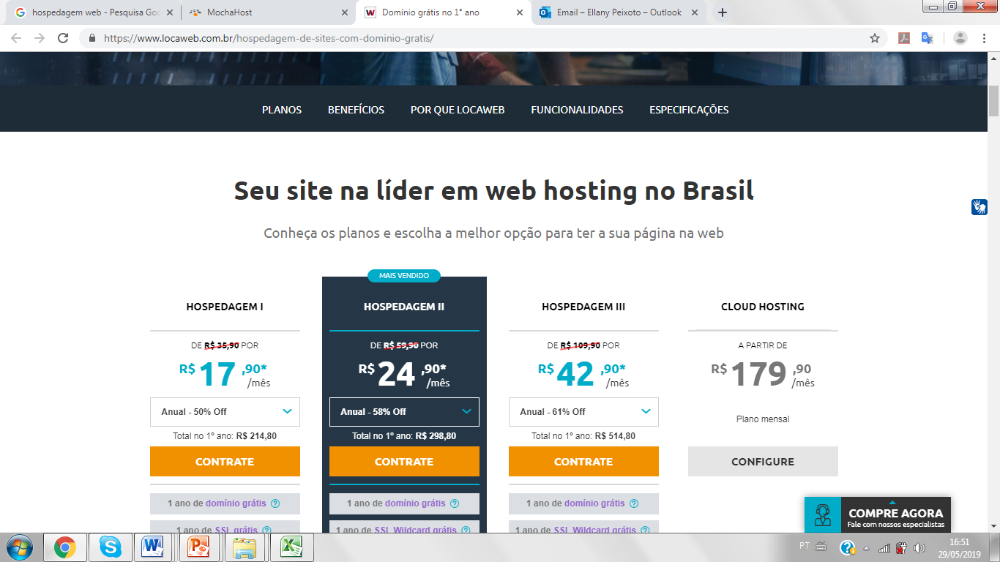 hospedagem web - Pesquisa Goo
MochaHost
Domínio grátis no 1° ano
Email – Ellany Peixoto – Outlook
https://www.locaweb.com.br/hospedagem-de-sites-com-dominio-gratis/
PLANOS BENEFÍCIOS POR QUE LOCAWEB FUNCIONALIDADES ESPECIFICAÇÕES
Seu site na líder em web hosting no Brasil
Conheça os planos e escolha a melhor opção para ter a sua página na web
MAIS VENDIDO
HOSPEDAGEM I
DE R$ 35,90 POR
R$ 17,90*
/mês
Anual - 50% Off
Total no 1º ano: R$ 214,80
CONTRATE
1 ano de domínio grátis ?
1 ano de SSL grátis ?
HOSPEDAGEM II
DE R$ 59,90 POR
R$ 24,90*
/mês
Anual - 58% Off
Total no 1º ano: R$ 298,80
CONTRATE
1 ano de domínio grátis ?
1 ano de SSL Wildcard grátis ?
HOSPEDAGEM III
DE R$ 109,90 POR
R$ 42,90*
/mês
Anual - 61% Off
Total no 1º ano: R$ 514,80
CONTRATE
1 ano de domínio grátis ?
1 ano de SSL Wildcard grátis ?
CLOUD HOSTING
A PARTIR DE
R$ 179,90
/mês
Plano mensal
CONFIGURE
COMPRE AGORA
Fale com nossos especialistas
PT
16:51
29/05/2019